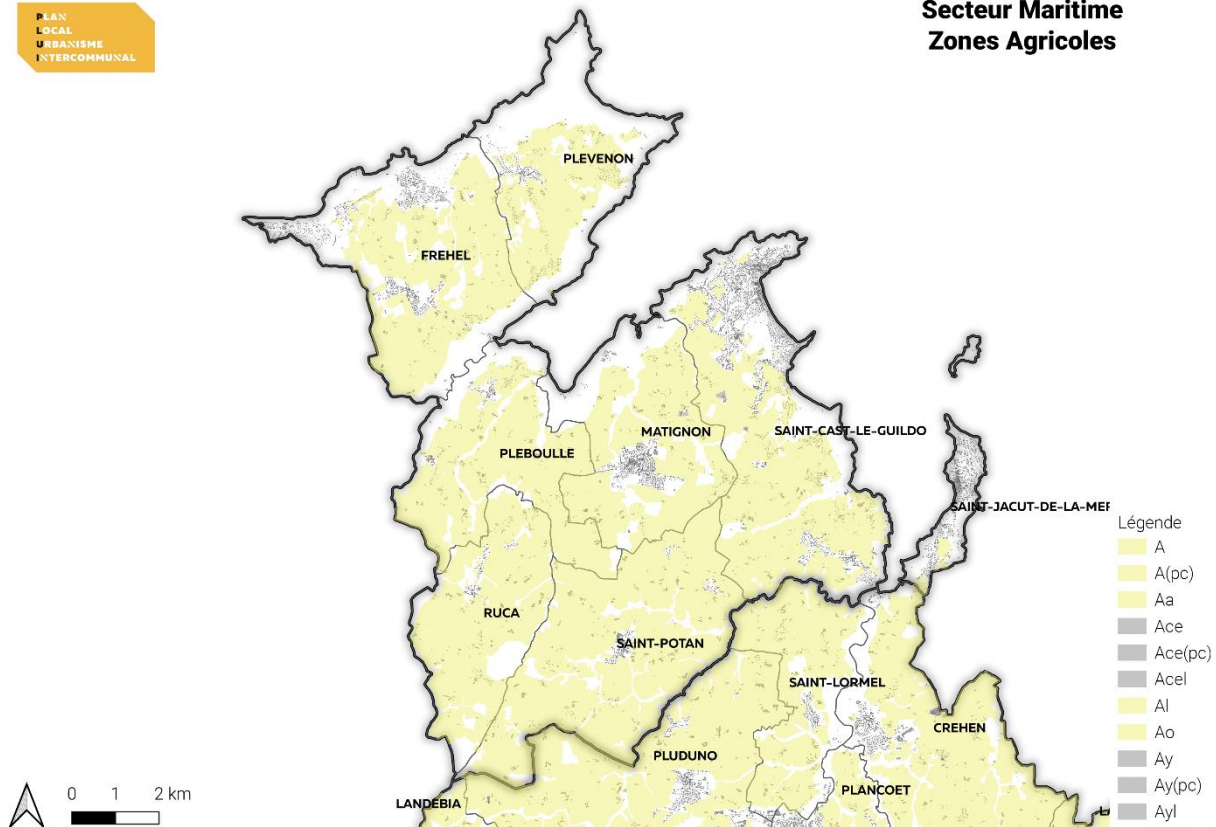 PLAN
LOCAL
URBANISME
INTERCOMMUNAL
Secteur Maritime
Zones Agricoles
PLEVENON
FREHEL
MATIGNON
SAINT-CAST-LE-GUILDO
PLEBOULLE
SAINT-JACUT-DE-LA-MER
RUCA
SAINT-POTAN
SAINT-LORMEL
CREHEN
PLUDUNO
PLANCOET
LANDEBIA
Légende
A
A(pc)
Aa
Ace
Ace(pc)
Acel
Al
Ao
Ay
Ay(pc)
Ayl
0 1 2 km